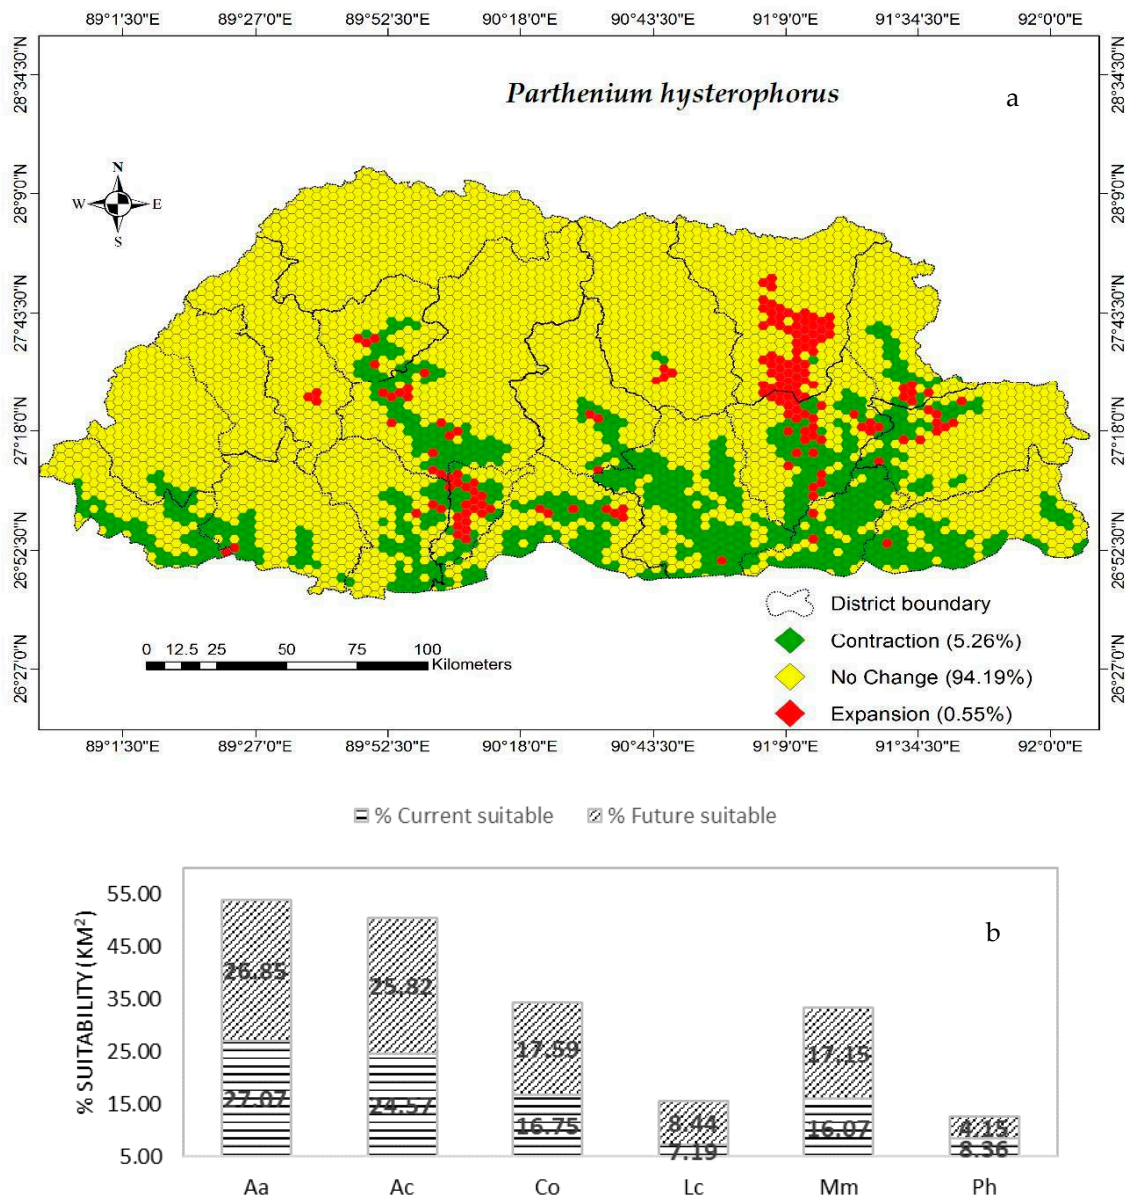 89°1'30"E 89°27'0"E 89°52'30"E 90°18'0"E 90°43'30"E 91°9'0"E 91°34'30"E 92°0'0"E
28°34'30"N 28°34'30"N
Parthenium hysterophorus a
N
W E
S
28°9'0"N 28°9'0"N
27°43'30"N 27°43'30"N
27°18'0"N 27°18'0"N
26°52'30"N 26°52'30"N
District boundary
Contraction (5.26%)
0 12.5 25 50 75 100
Kilometers
26°27'0"N 26°27'0"N
No Change (94.19%)
Expansion (0.55%)
89°1'30"E 89°27'0"E 89°52'30"E 90°18'0"E 90°43'30"E 91°9'0"E 91°34'30"E 92°0'0"E
% Current suitable % Future suitable
% SUITABILITY (KM²)
55.00
45.00
35.00
25.00
15.00
5.00
b
26.85 25.82 17.59 8.44 17.15 4.15
27.07 24.57 16.75 7.19 16.07 8.36
Aa Ac Co Lc Mm Ph